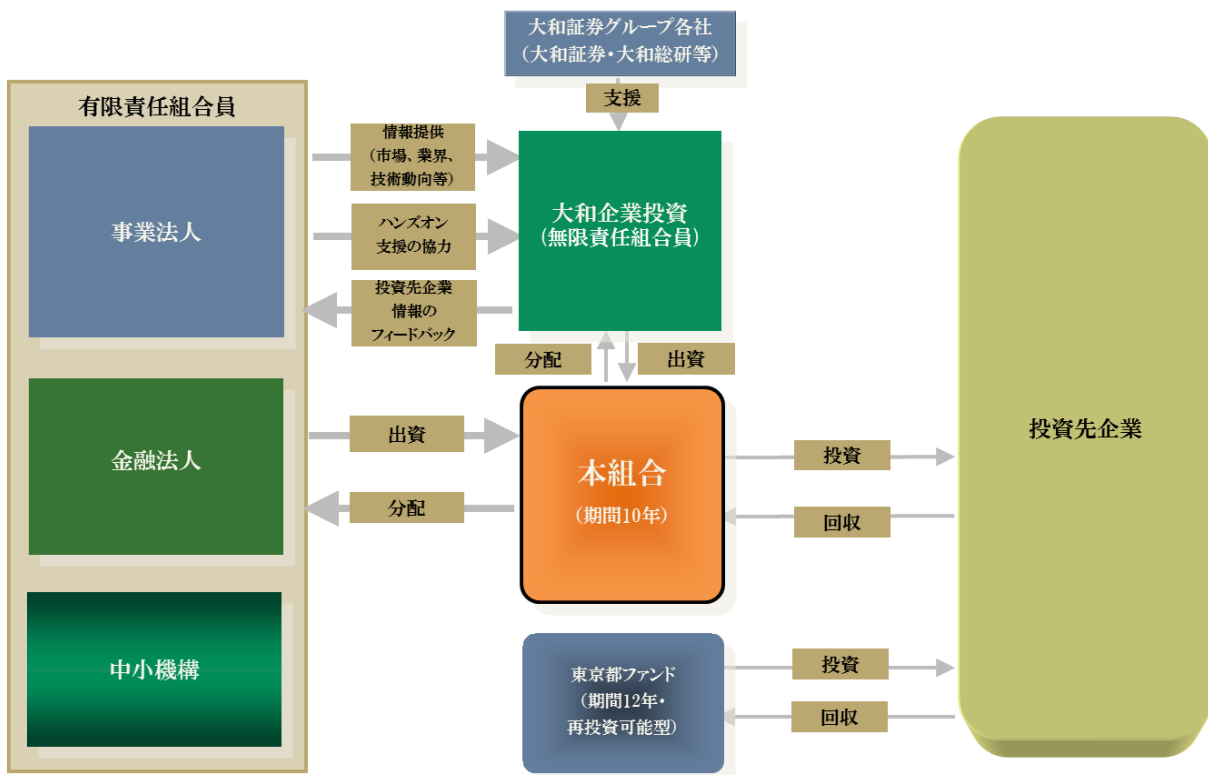 大和証券グループ各社
(大和証券・大和総研等)
支援
有限責任組合員
事業法人
金融法人
中小機構
情報提供
(市場、業界、
技術動向等)
ハンズオン
支援の協力
投資先企業
情報の
フィードバック
大和企業投資
(無限責任組合員)
分配
出資
出資
分配
本組合
(期間10年)
投資
回収
東京都ファンド
(期間12年・
再投資可能型)
投資
回収
投資先企業